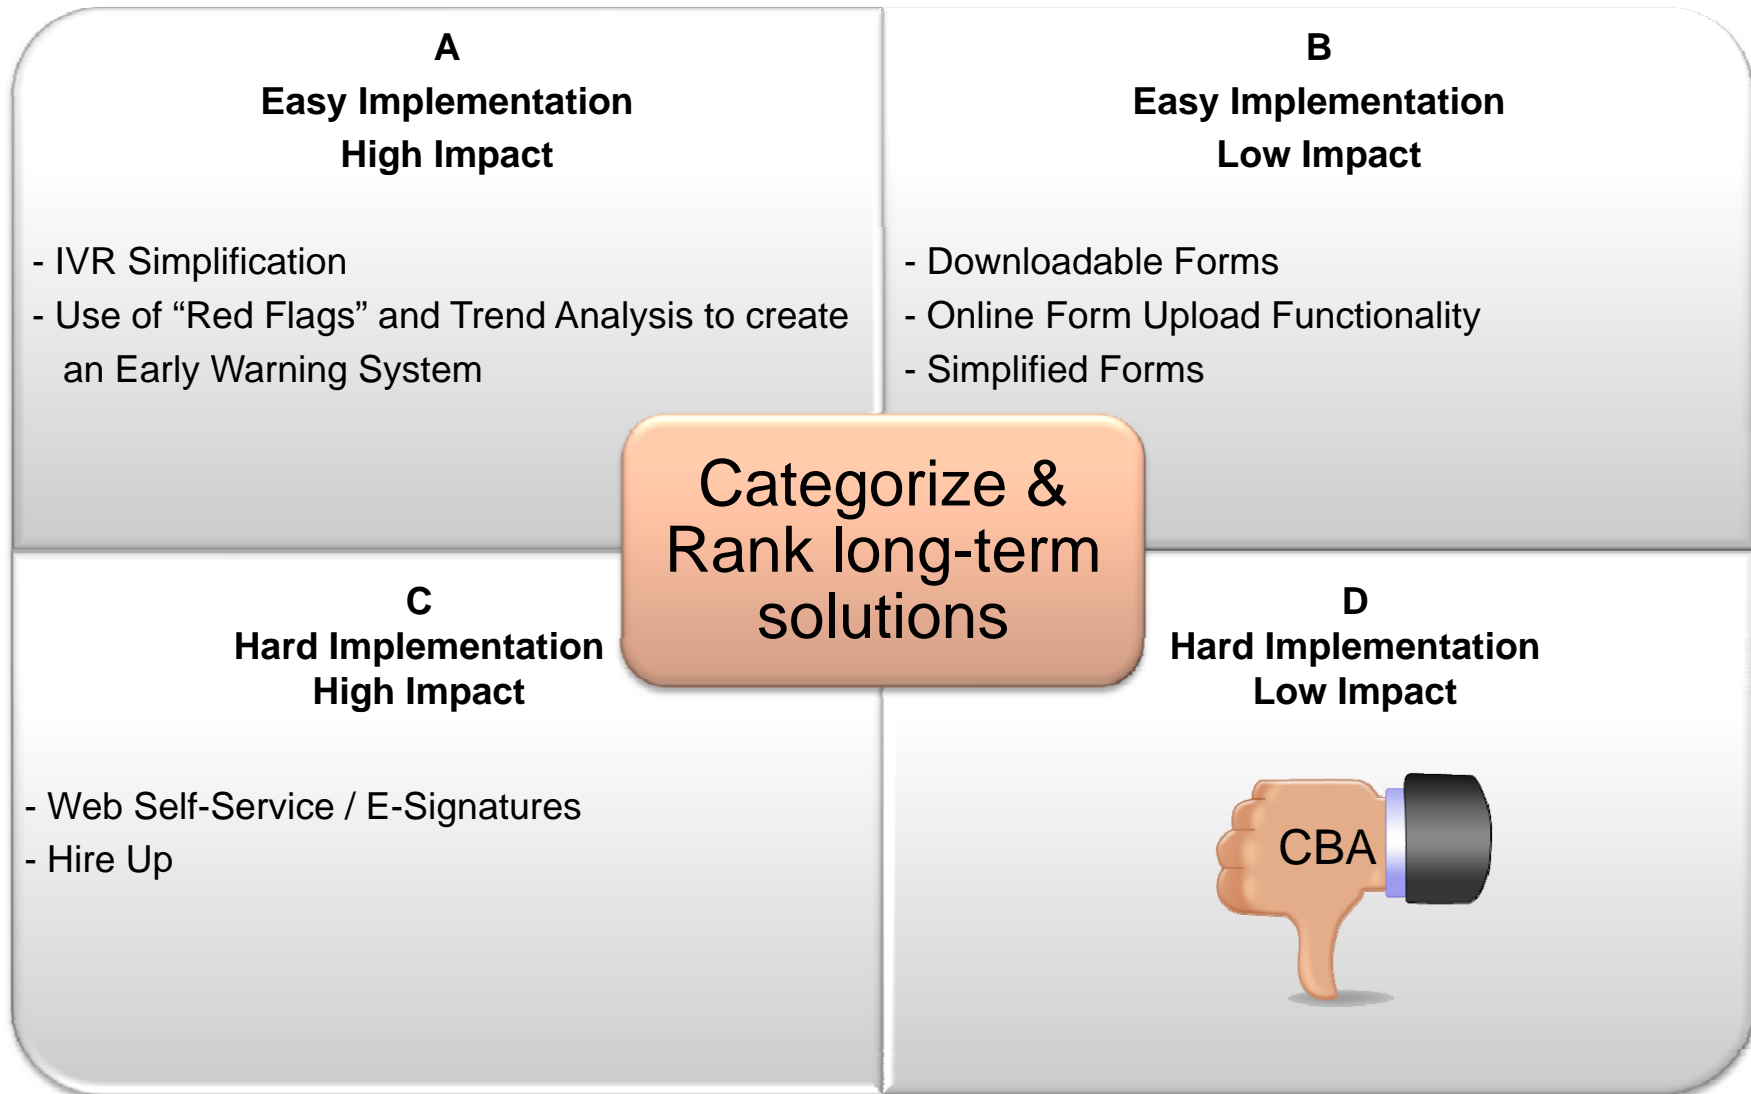 A
Easy Implementation
High Impact
- IVR Simplification
- Use of “Red Flags” and Trend Analysis to create
an Early Warning System
B
Easy Implementation
Low Impact
- Downloadable Forms
- Online Form Upload Functionality
- Simplified Forms
Categorize &
Rank long-term
solutions
C
Hard Implementation
High Impact
- Web Self-Service / E-Signatures
- Hire Up
D
Hard Implementation
Low Impact
CBA